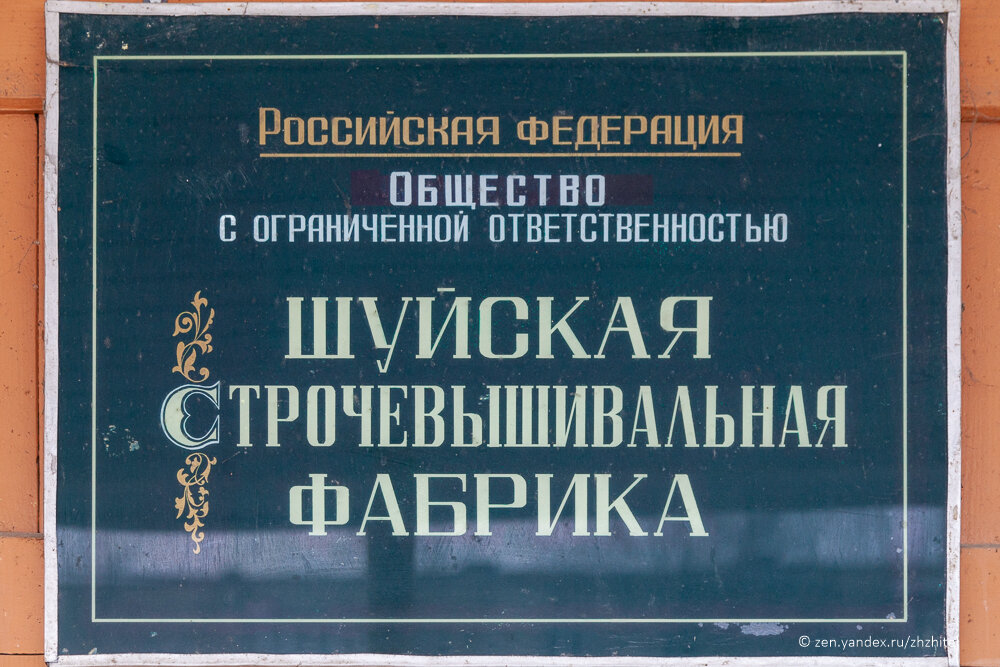 Российская Федерация
Общество
с ограниченной ответственностью
Шуйская
Строчевышивальная
Фабрика
© zen.yandex.ru/zhzhitel